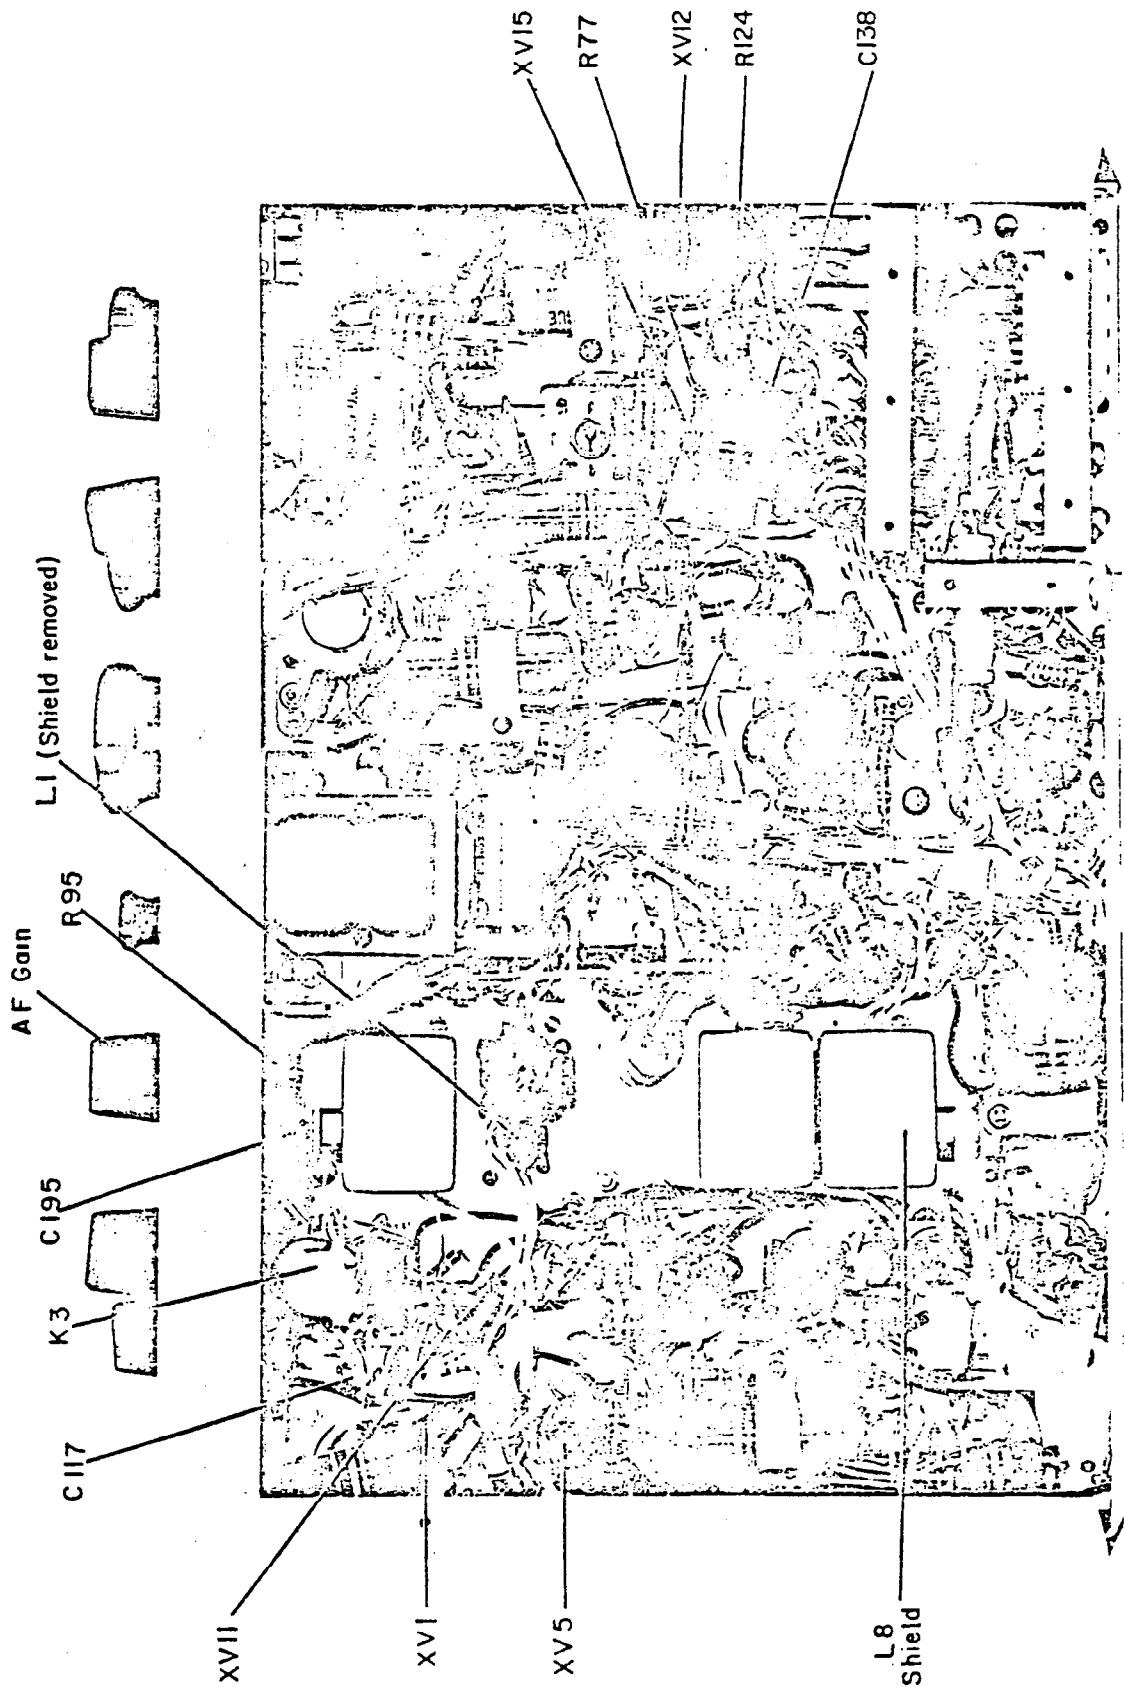 C117
K3
C195
AF Gain
R95
L1 (Shield removed)
XV11
XV1
XV5
L8
Shield
XV15
R77
XV12
R124
C138